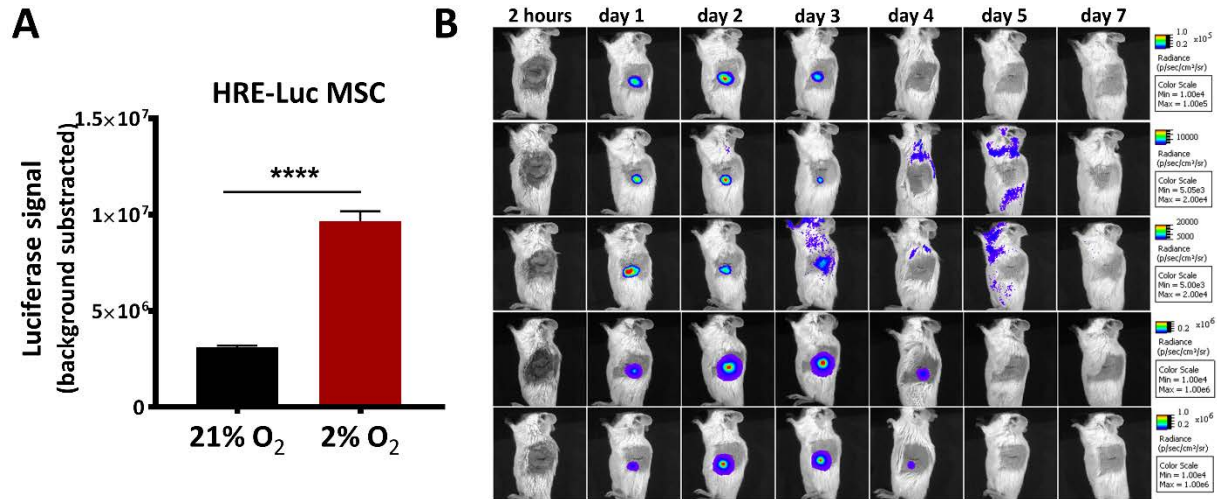 A
HRE-Luc MSC
Luciferase signal
(background substracted)
1.5×10⁷
1×10⁷
5×10⁶
0
****
21% O₂
2% O₂
B
2 hours day 1 day 2 day 3 day 4 day 5 day 7
1.0
0.2 x10⁵
Radiance
(p/sec/cm²/sr)
Color Scale
Min = 1.00e4
Max = 1.00e5
10000
Radiance
(p/sec/cm²/sr)
Color Scale
Min = 5.05e3
Max = 2.00e4
20000
5000
Radiance
(p/sec/cm²/sr)
Color Scale
Min = 5.00e3
Max = 2.00e4
0.2 x10⁶
Radiance
(p/sec/cm²/sr)
Color Scale
Min = 1.00e4
Max = 1.00e6
1.0
0.2 x10⁶
Radiance
(p/sec/cm²/sr)
Color Scale
Min = 1.00e4
Max = 1.00e6